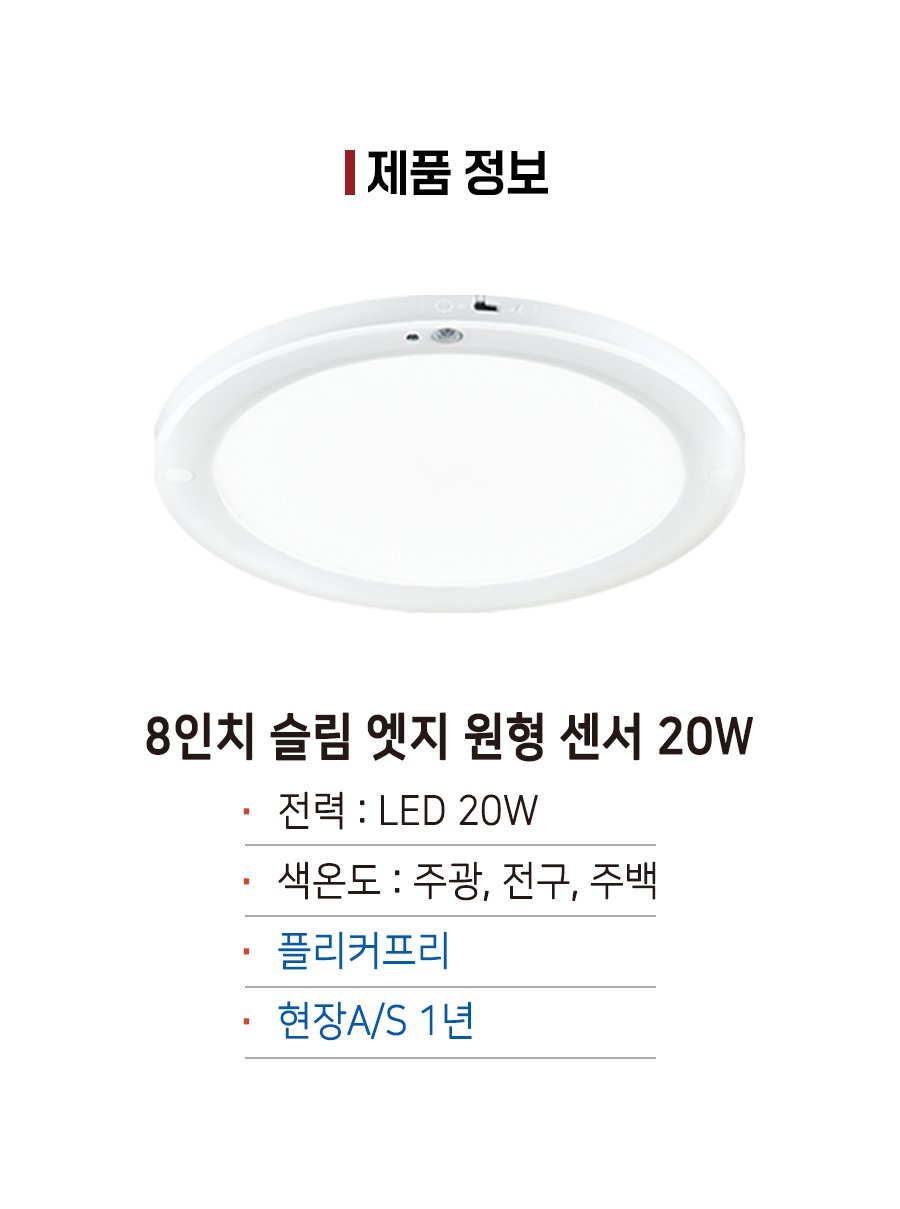 제품 정보
8인치 슬림 엣지 원형 센서 20W
· 전력 : LED 20W
· 색온도 : 주광, 전구, 주백
· 플리커프리
· 현장A/S 1년